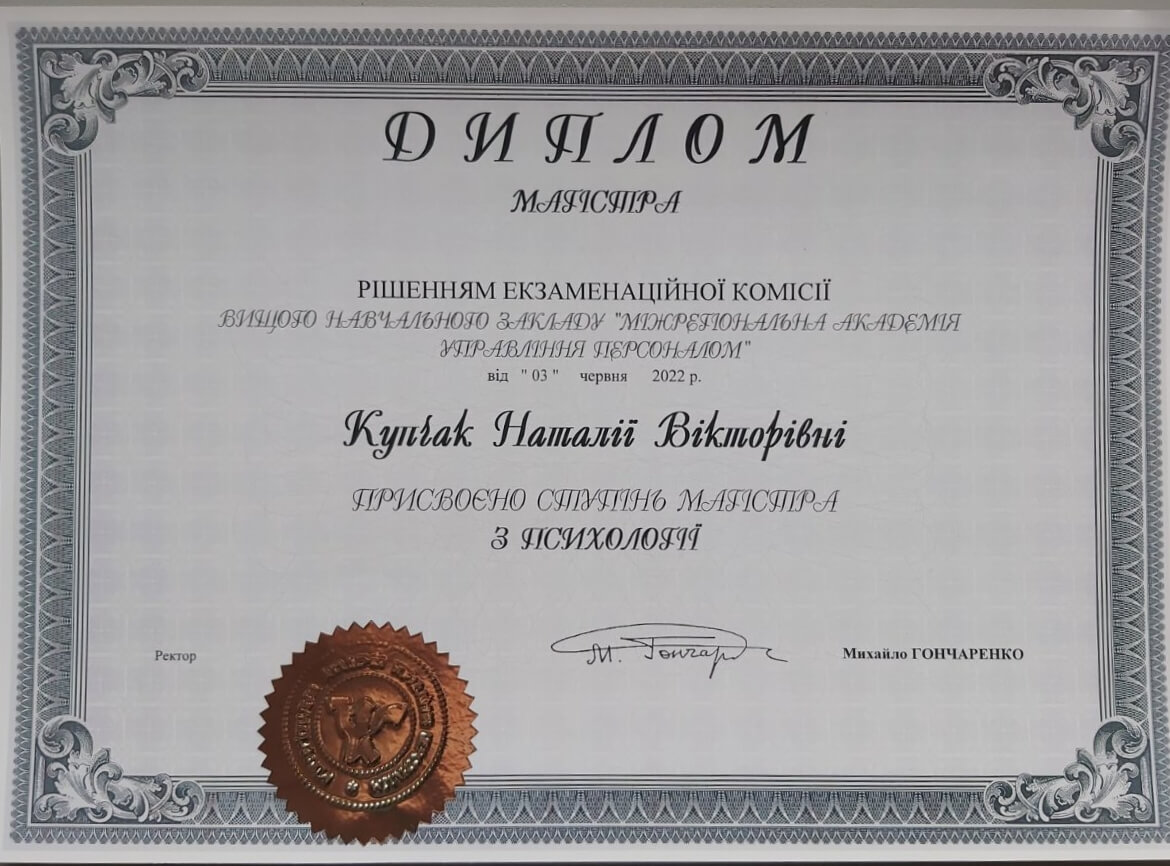 ДИПЛОМ
МАГІСТРА
РІШЕННЯМ ЕКЗАМЕНАЦІЙНОЇ КОМІСІЇ
ВИЩОГО НАВЧАЛЬНОГО ЗАКЛАДУ "МІЖРЕГІОНАЛЬНА АКАДЕМІЯ
УПРАВЛІННЯ ПЕРСОНАЛОМ"
від " 03 " червня 2022 р.
Купчак Наталії Вікторівні
ПРИСВОЄНО СТУПІНЬ МАГІСТРА
З ПСИХОЛОГІЇ
Ректор
М. Гончар
Михайло ГОНЧАРЕНКО